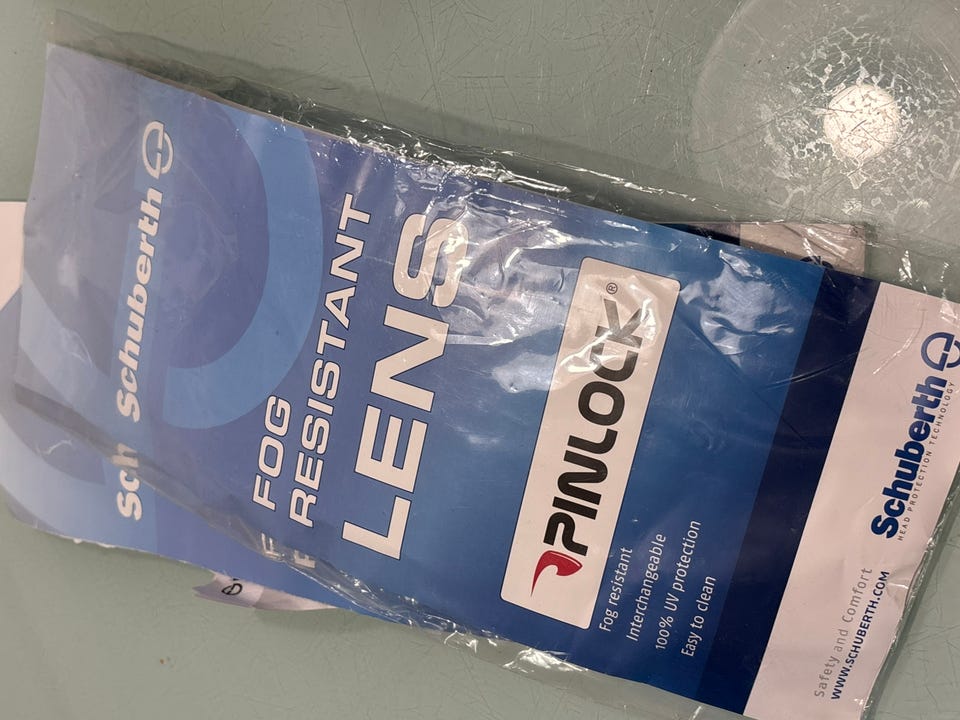 Schuberth
Sch
FOG
RESISTANT
LENS
F
R
PINLOCK®
Fog resistant
Interchangeable
100% UV protection
Easy to clean
Safety and Comfort
WWW.SCHUBERTH.COM
Schuberth
HEAD PROTECTION TECHNOLOGY